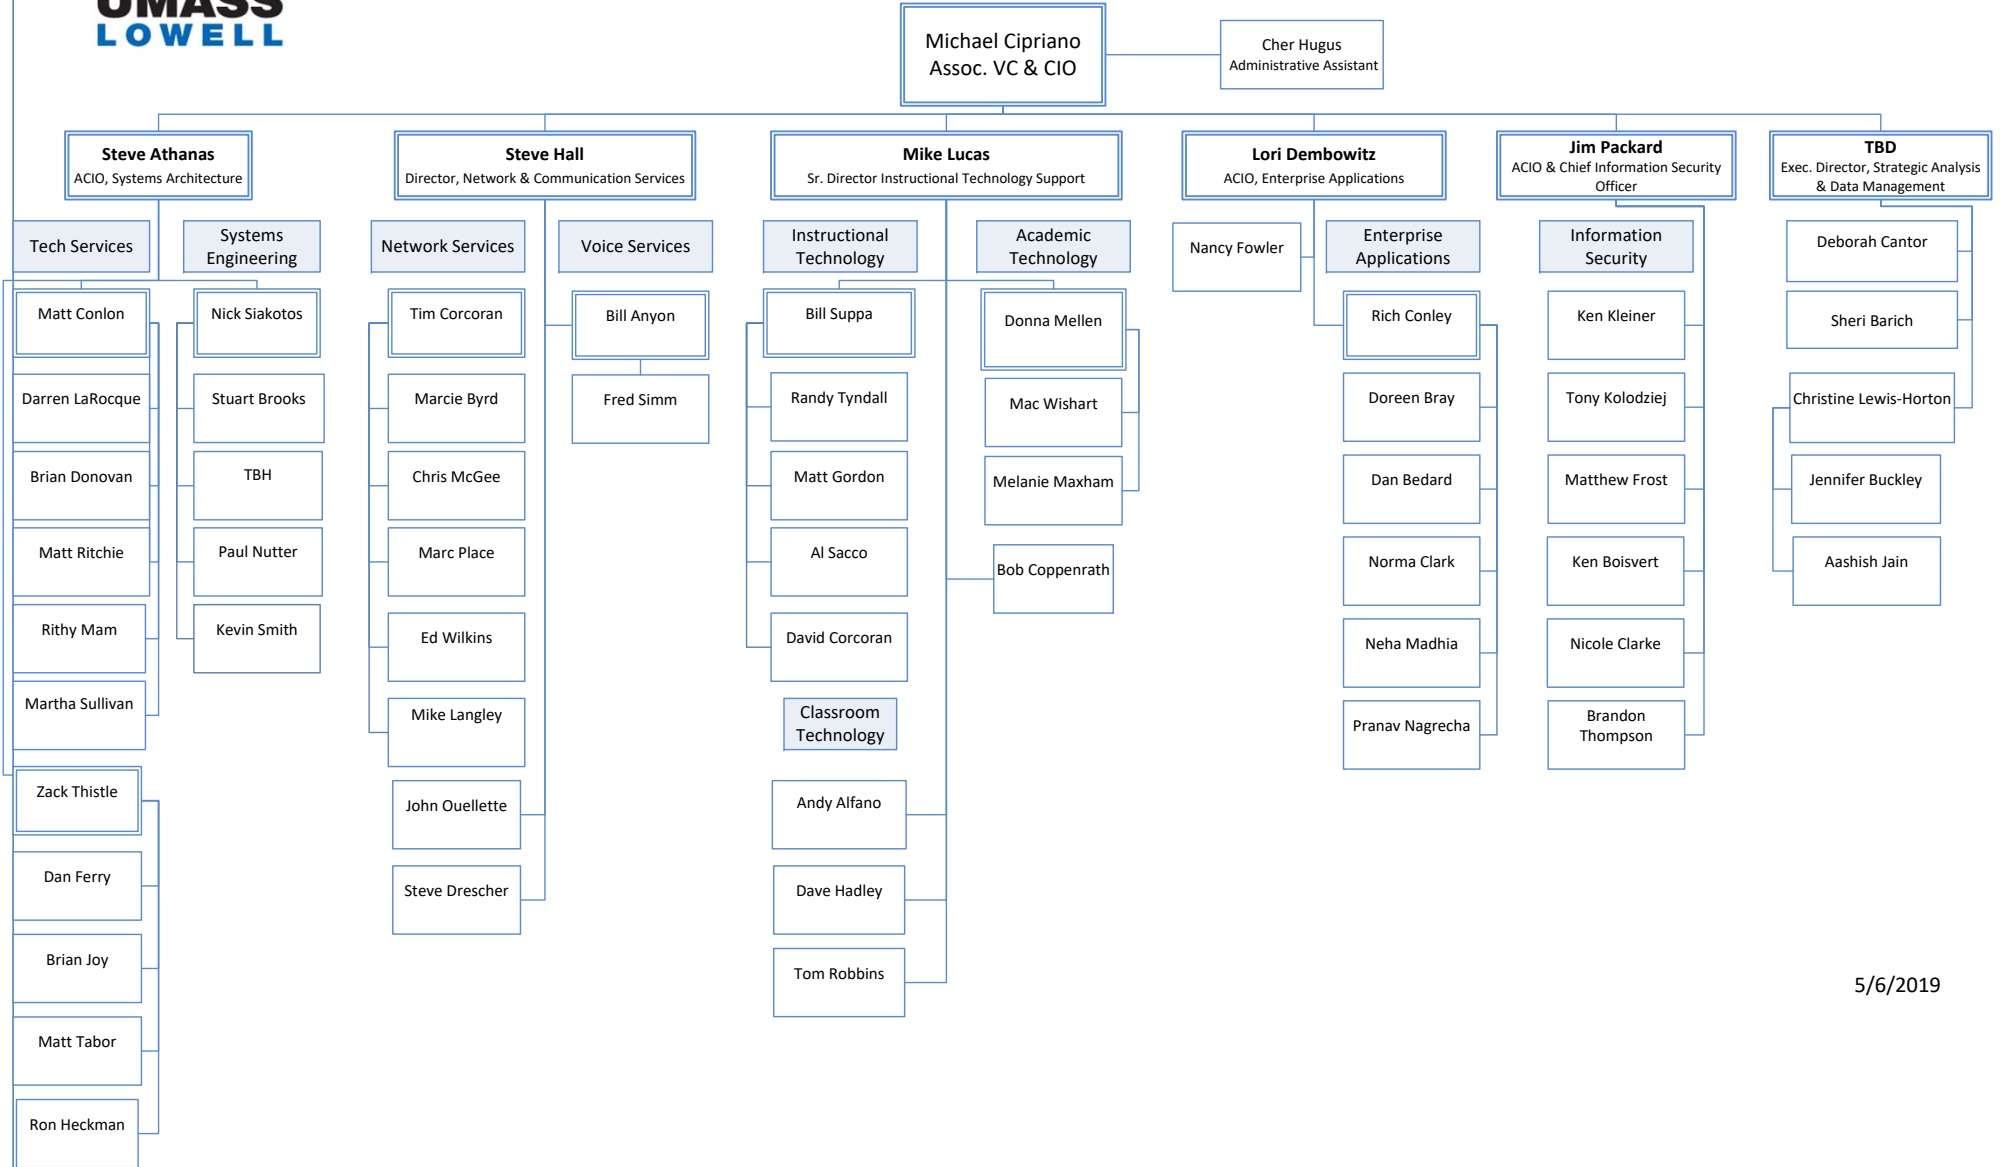 UMASS
LOWELL
Michael Cipriano
Assoc. VC & CIO
Cher Hugus
Administrative Assistant
Steve Athanas
ACIO, Systems Architecture
Steve Hall
Director, Network & Communication Services
Mike Lucas
Sr. Director Instructional Technology Support
Lori Dembowitz
ACIO, Enterprise Applications
Jim Packard
ACIO & Chief Information Security
Officer
TBD
Exec. Director, Strategic Analysis
& Data Management
Tech Services
Systems
Engineering
Matt Conlon
Darren LaRocque
Brian Donovan
Matt Ritchie
Rithy Mam
Martha Sullivan
Zack Thistle
Dan Ferry
Brian Joy
Matt Tabor
Ron Heckman
Nick Siakotos
Stuart Brooks
TBH
Paul Nutter
Kevin Smith
Network Services
Voice Services
Tim Corcoran
Marcie Byrd
Chris McGee
Marc Place
Ed Wilkins
Mike Langley
John Ouellette
Steve Drescher
Bill Anyon
Fred Simm
Instructional
Technology
Academic
Technology
Bill Suppa
Randy Tyndall
Matt Gordon
Al Sacco
David Corcoran
Classroom
Technology
Andy Alfano
Dave Hadley
Tom Robbins
Donna Mellen
Mac Wishart
Melanie Maxham
Bob Coppenrath
Nancy Fowler
Enterprise
Applications
Rich Conley
Doreen Bray
Dan Bedard
Norma Clark
Neha Madhia
Pranav Nagrecha
Information
Security
Ken Kleiner
Tony Kolodziej
Matthew Frost
Ken Boisvert
Nicole Clarke
Brandon
Thompson
Deborah Cantor
Sheri Barich
Christine Lewis-Horton
Jennifer Buckley
Aashish Jain
5/6/2019